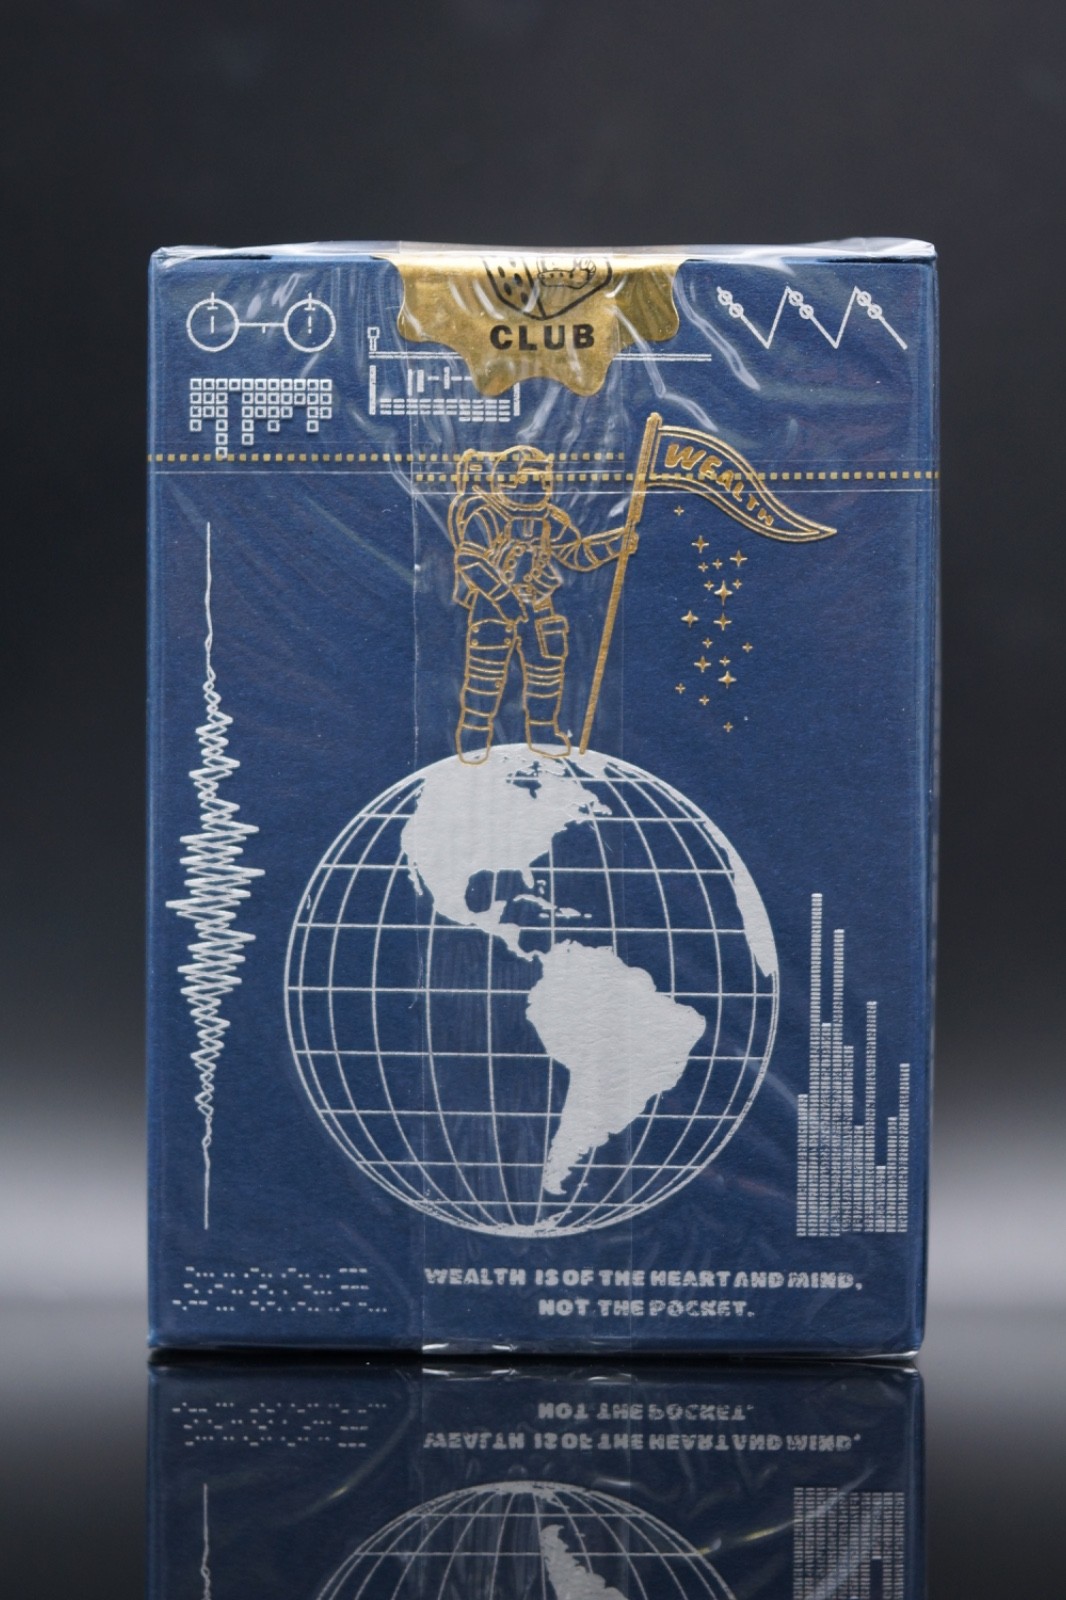 CLUB
WEALTH
WEALTH IS OF THE HEART AND MIND,
NOT THE POCKET.